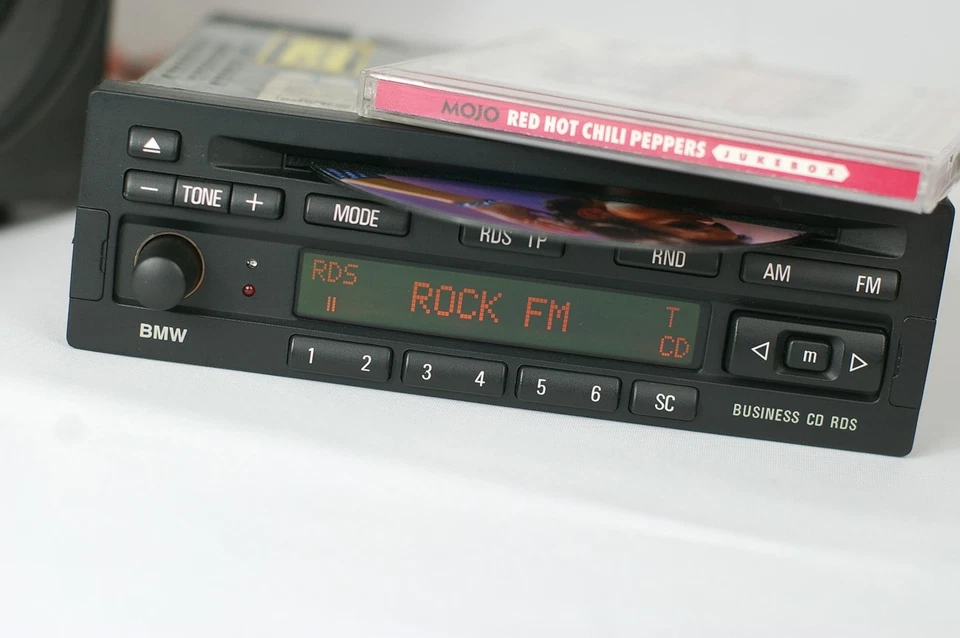 MOJO RED HOT CHILI PEPPERS JUKEBOX
− TONE +
MODE
RDS TP
RND
AM FM
RDS
II
ROCK FM
T
CD
BMW
1 2
3 4
5 6
SC
m
BUSINESS CD RDS